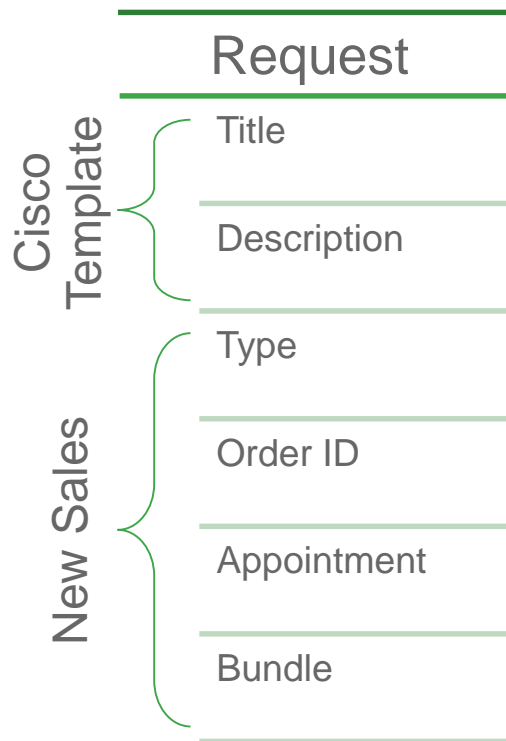 Request
Cisco
Template
Title
Description
New Sales
Type
Order ID
Appointment
Bundle